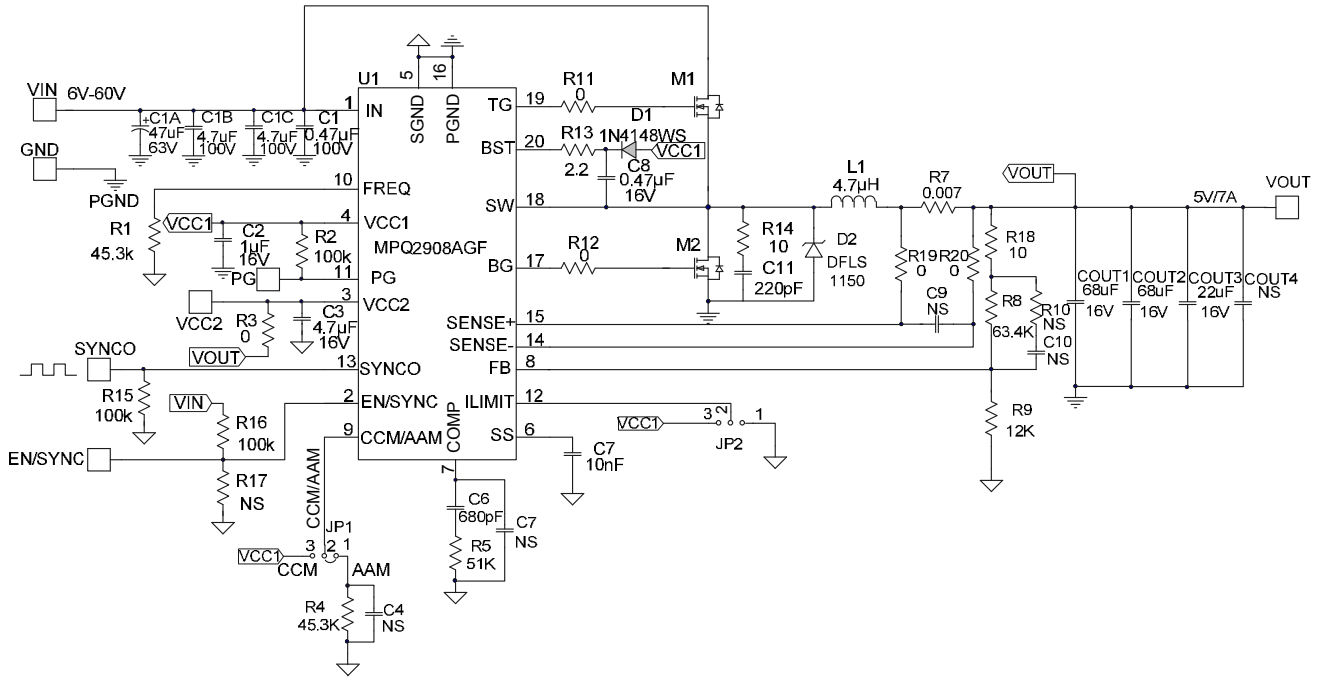 VIN 6V-60V
GND
PGND
C1A
+
47uF
63V
C1B
4.7uF
100V
C1C
4.7uF
100V
C1
0.47uF
100V
U1
MPQ2908AGF
5
SGND
16
PGND
1 IN
10 FREQ
R1
45.3k
4 VCC1
VCC1
C2
1µF
16V
R2
100k
11 PG
PG
3 VCC2
VCC2
R3
0
VOUT
C3
4.7µF
16V
SYNCO
13 SYNCO
R15
100k
2 EN/SYNC
VIN
R16
100k
EN/SYNC
R17
NS
9 CCM/AAM
CCM/AAM
JP1
VCC1
3 2 1
CCM AAM
R4
45.3K
C4
NS
COMP
7
C6
680pF
R5
51K
C7
NS
TG 19
R11
0
M1
BST 20
R13
2.2
D1
1N4148WS
VCC1
C8
0.47µF
16V
SW 18
BG 17
R12
0
M2
R14
10
C11
220pF
D2
DFLS
1150
L1
4.7µH
R7
0.007
R19
0
R20
0
C9
NS
SENSE+ 15
SENSE- 14
FB 8
R18
10
R8
63.4K
R10
NS
C10
NS
R9
12K
ILIMIT 12
VCC1
3 2 1
JP2
SS 6
C7
10nF
VOUT
5V/7A
VOUT
COUT1
68uF
16V
COUT2
68uF
16V
COUT3
22uF
16V
COUT4
NS